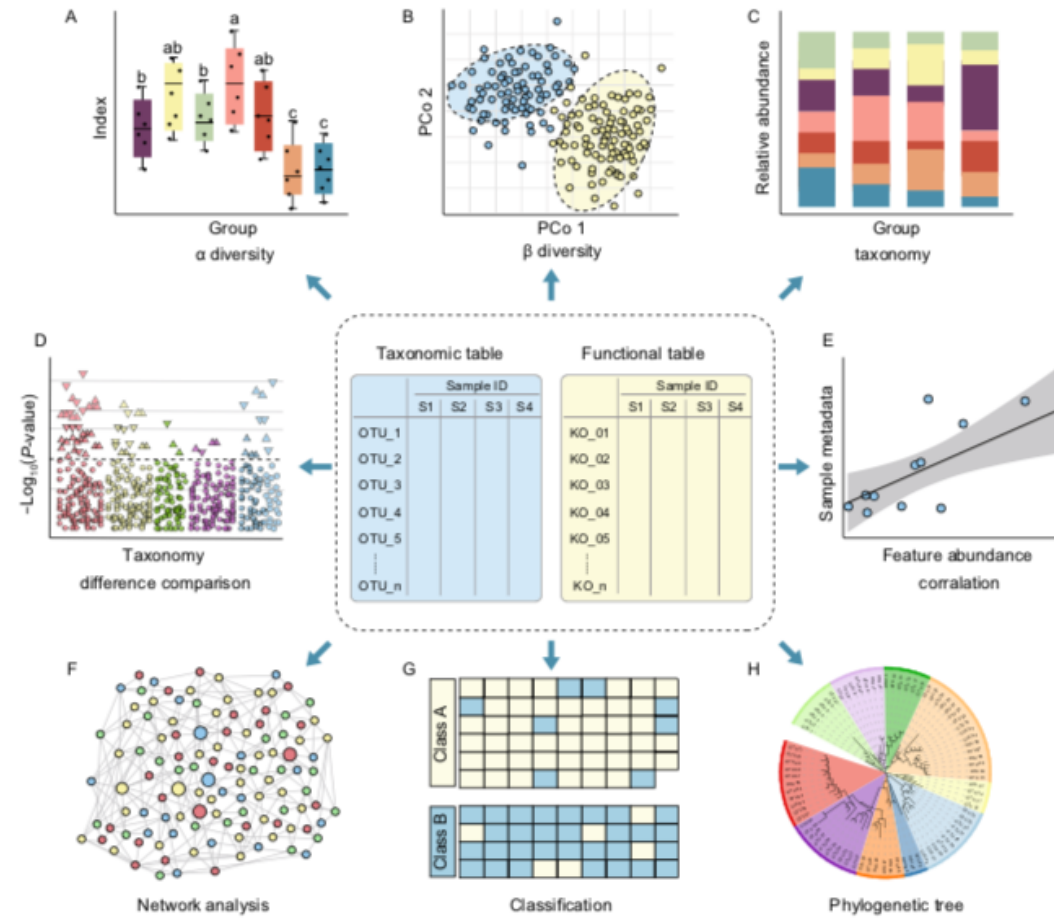 A
B
C
b
ab
b
a
ab
c
c
Index
Group
α diversity
PCo 2
PCo 1
β diversity
Relative abundance
Group
taxonomy
D
−Log10(P-value)
Taxonomy
difference comparison
Taxonomic table
Sample ID
S1 S2 S3 S4
OTU_1
OTU_2
OTU_3
OTU_4
OTU_5
......
OTU_n
Functional table
Sample ID
S1 S2 S3 S4
KO_01
KO_02
KO_03
KO_04
KO_05
......
KO_n
E
Sample metadata
Feature abundance
corralation
F
Network analysis
G
Class A
Class B
Classification
H
Phylogenetic tree